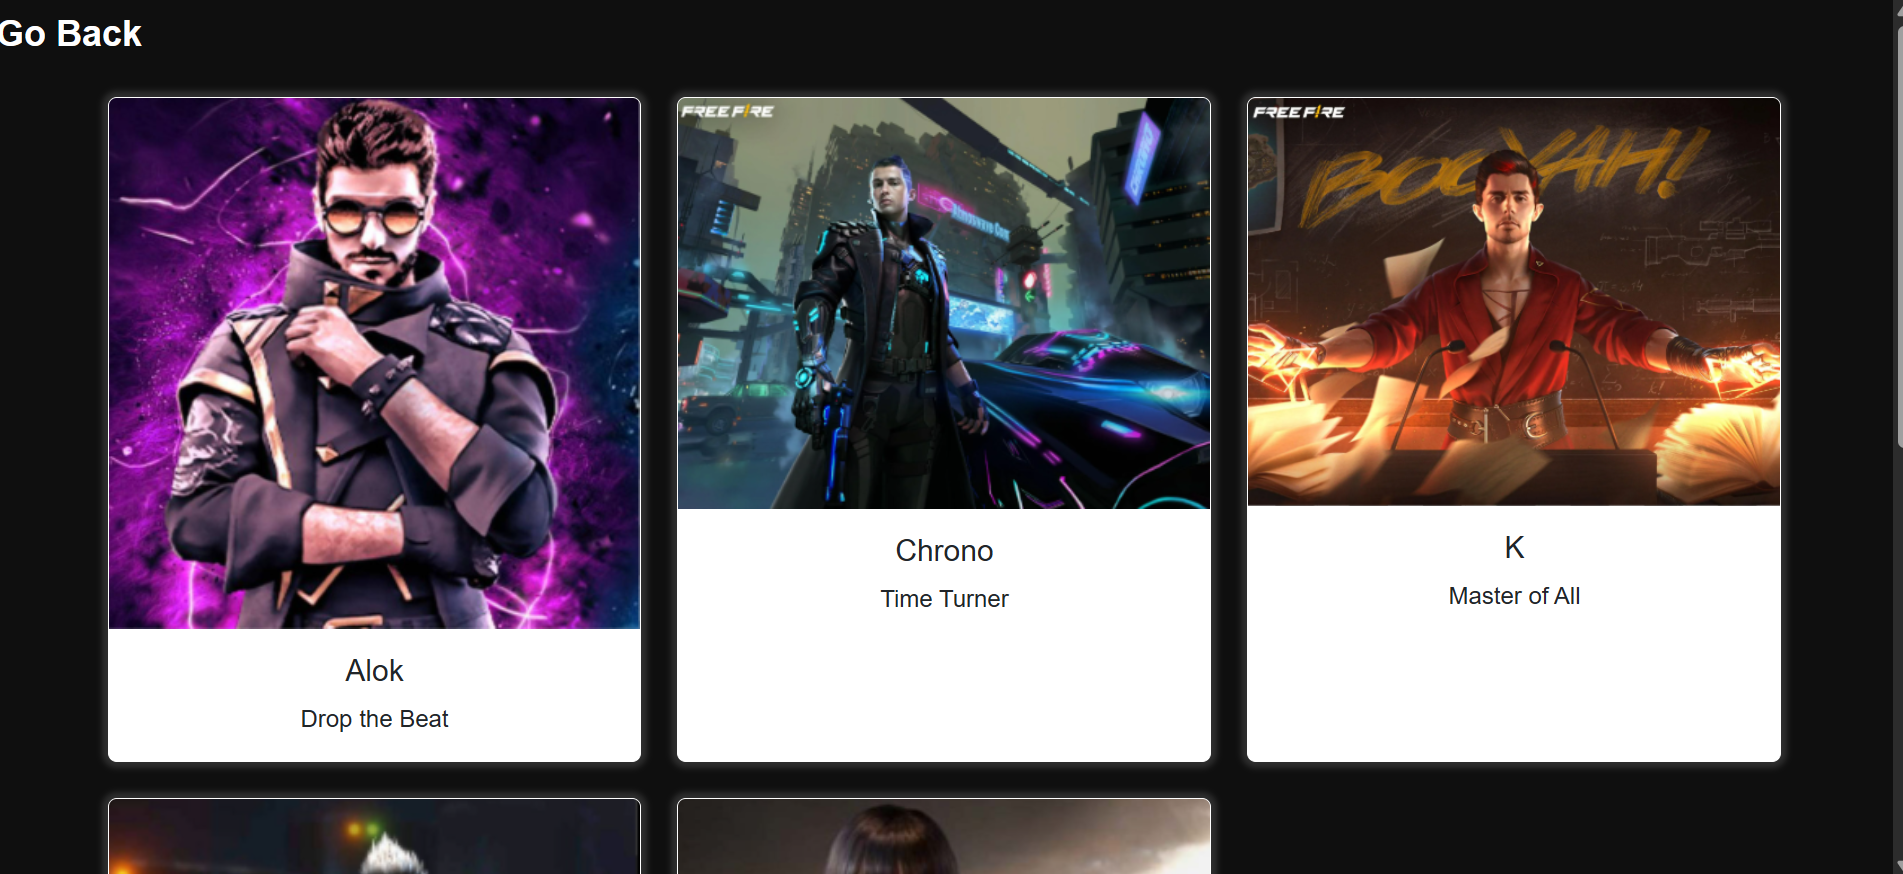 Go Back
FREE FIRE
FREE FIRE
BOOYAH!
Alok
Drop the Beat
Chrono
Time Turner
K
Master of All